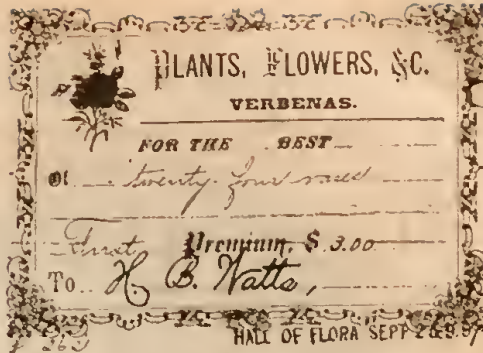 PLANTS, FLOWERS, &C.
VERBENAS.
FOR THE BEST
Of twenty four
First Premium, $ 3.00
To H. B. Watts,
HALL OF FLORA SEPT